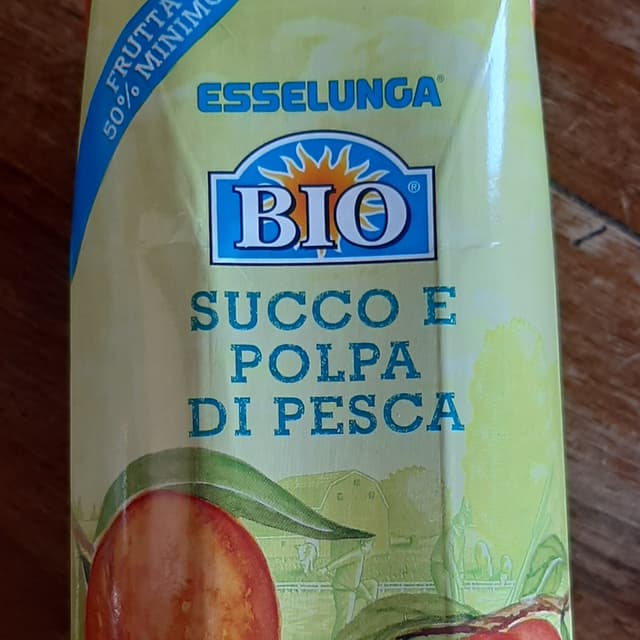 FRUTTA
50% MINIMO
ESSELUNGA®
BIO®
SUCCO E
POLPA
DI PESCA